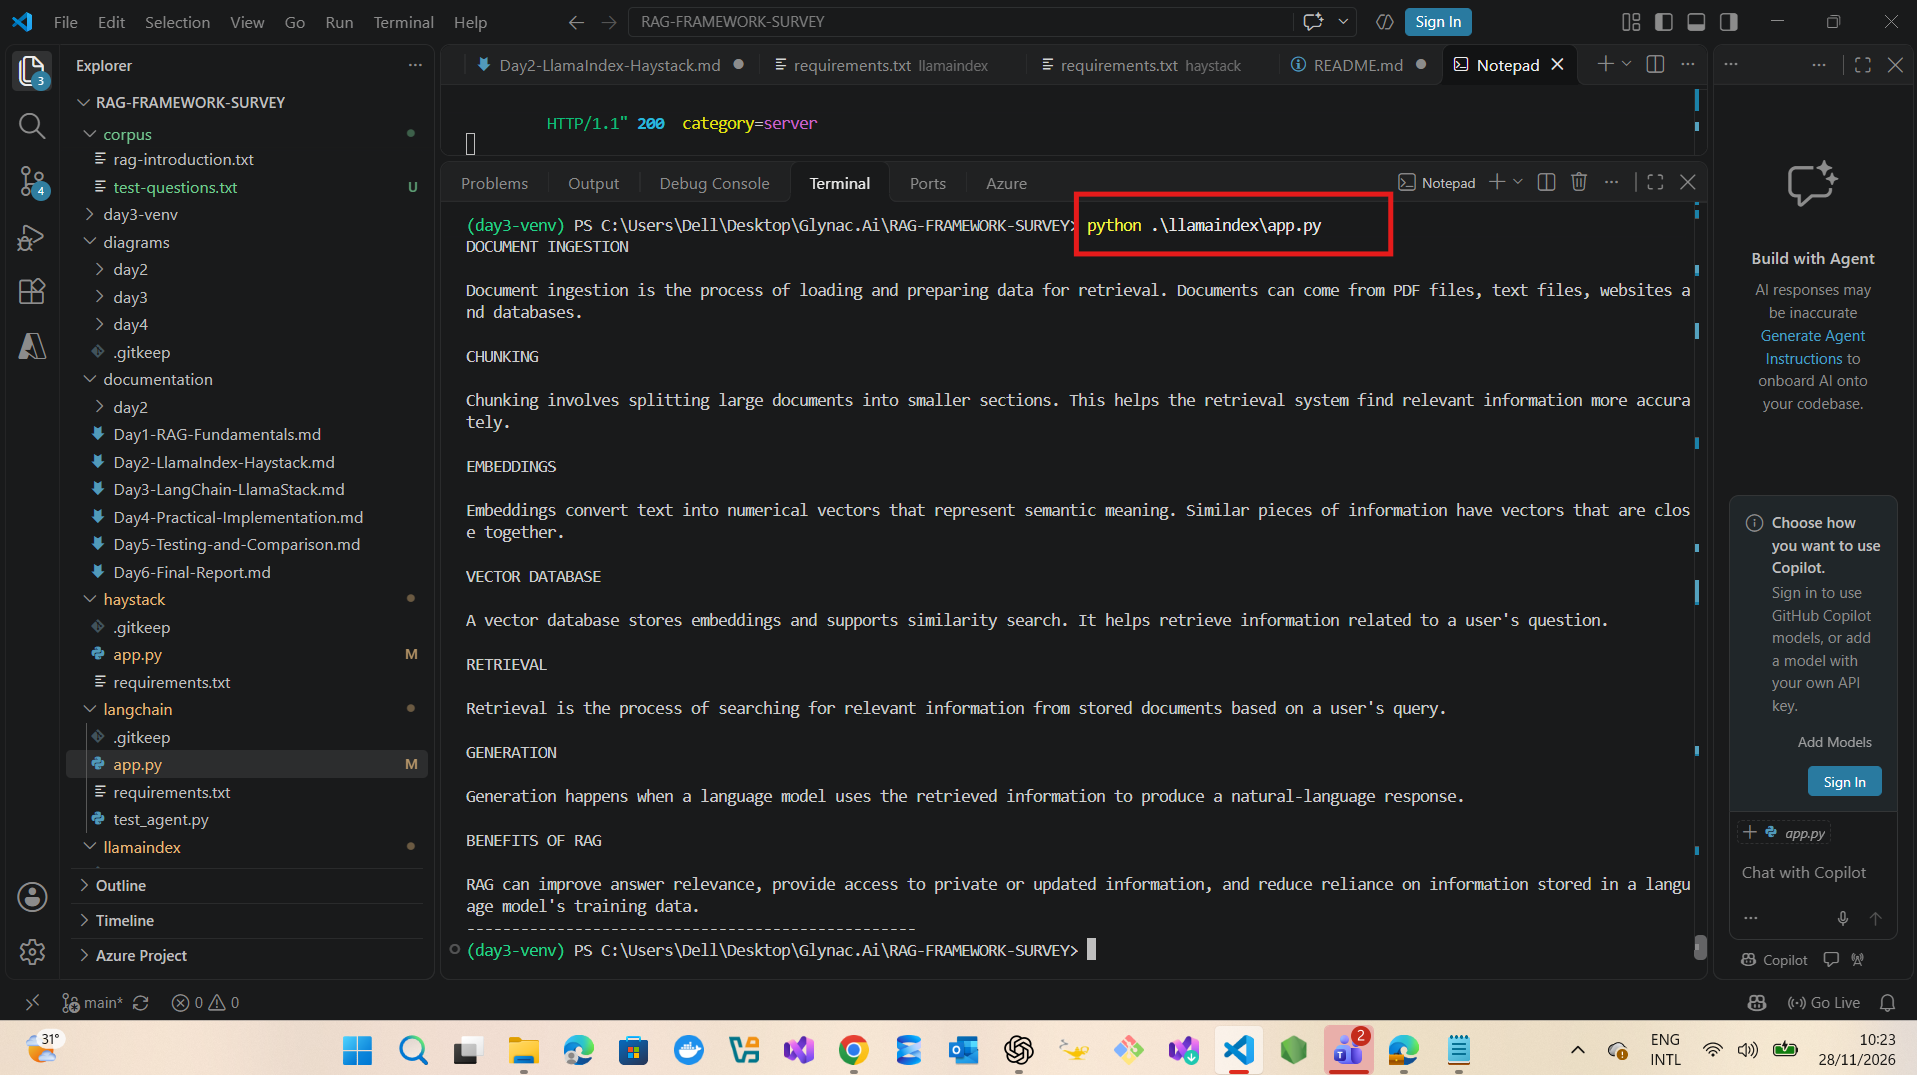 File Edit Selection View Go Run Terminal Help
RAG-FRAMEWORK-SURVEY
Sign In
Explorer
RAG-FRAMEWORK-SURVEY
corpus
rag-introduction.txt
test-questions.txt U
day3-venv
diagrams
day2
day3
day4
.gitkeep
documentation
day2
Day1-RAG-Fundamentals.md
Day2-LlamaIndex-Haystack.md
Day3-LangChain-LlamaStack.md
Day4-Practical-Implementation.md
Day5-Testing-and-Comparison.md
Day6-Final-Report.md
haystack
.gitkeep
app.py M
requirements.txt
langchain
.gitkeep
app.py M
requirements.txt
test_agent.py
llamaindex
Outline
Timeline
Azure Project
3
4
Day2-LlamaIndex-Haystack.md
requirements.txt llamaindex
requirements.txt haystack
README.md
Notepad
HTTP/1.1" 200 category=server
Problems Output Debug Console Terminal Ports Azure
Notepad
(day3-venv) PS C:\Users\Dell\Desktop\Glynac.Ai\RAG-FRAMEWORK-SURVEY> python .\llamaindex\app.py
DOCUMENT INGESTION
Document ingestion is the process of loading and preparing data for retrieval. Documents can come from PDF files, text files, websites a
nd databases.
CHUNKING
Chunking involves splitting large documents into smaller sections. This helps the retrieval system find relevant information more accura
tely.
EMBEDDINGS
Embeddings convert text into numerical vectors that represent semantic meaning. Similar pieces of information have vectors that are clos
e together.
VECTOR DATABASE
A vector database stores embeddings and supports similarity search. It helps retrieve information related to a user's question.
RETRIEVAL
Retrieval is the process of searching for relevant information from stored documents based on a user's query.
GENERATION
Generation happens when a language model uses the retrieved information to produce a natural-language response.
BENEFITS OF RAG
RAG can improve answer relevance, provide access to private or updated information, and reduce reliance on information stored in a langu
age model's training data.
--------------------------------------------------
(day3-venv) PS C:\Users\Dell\Desktop\Glynac.Ai\RAG-FRAMEWORK-SURVEY>
Build with Agent
AI responses may
be inaccurate
Generate Agent
Instructions to
onboard AI onto
your codebase.
Choose how
you want to use
Copilot.
Sign in to use
GitHub Copilot
models, or add
a model with
your own API
key.
Add Models
Sign In
app.py
Chat with Copilot
Copilot
main* 0 0
Go Live
31°
2
ENG
INTL
10:23
28/11/2026